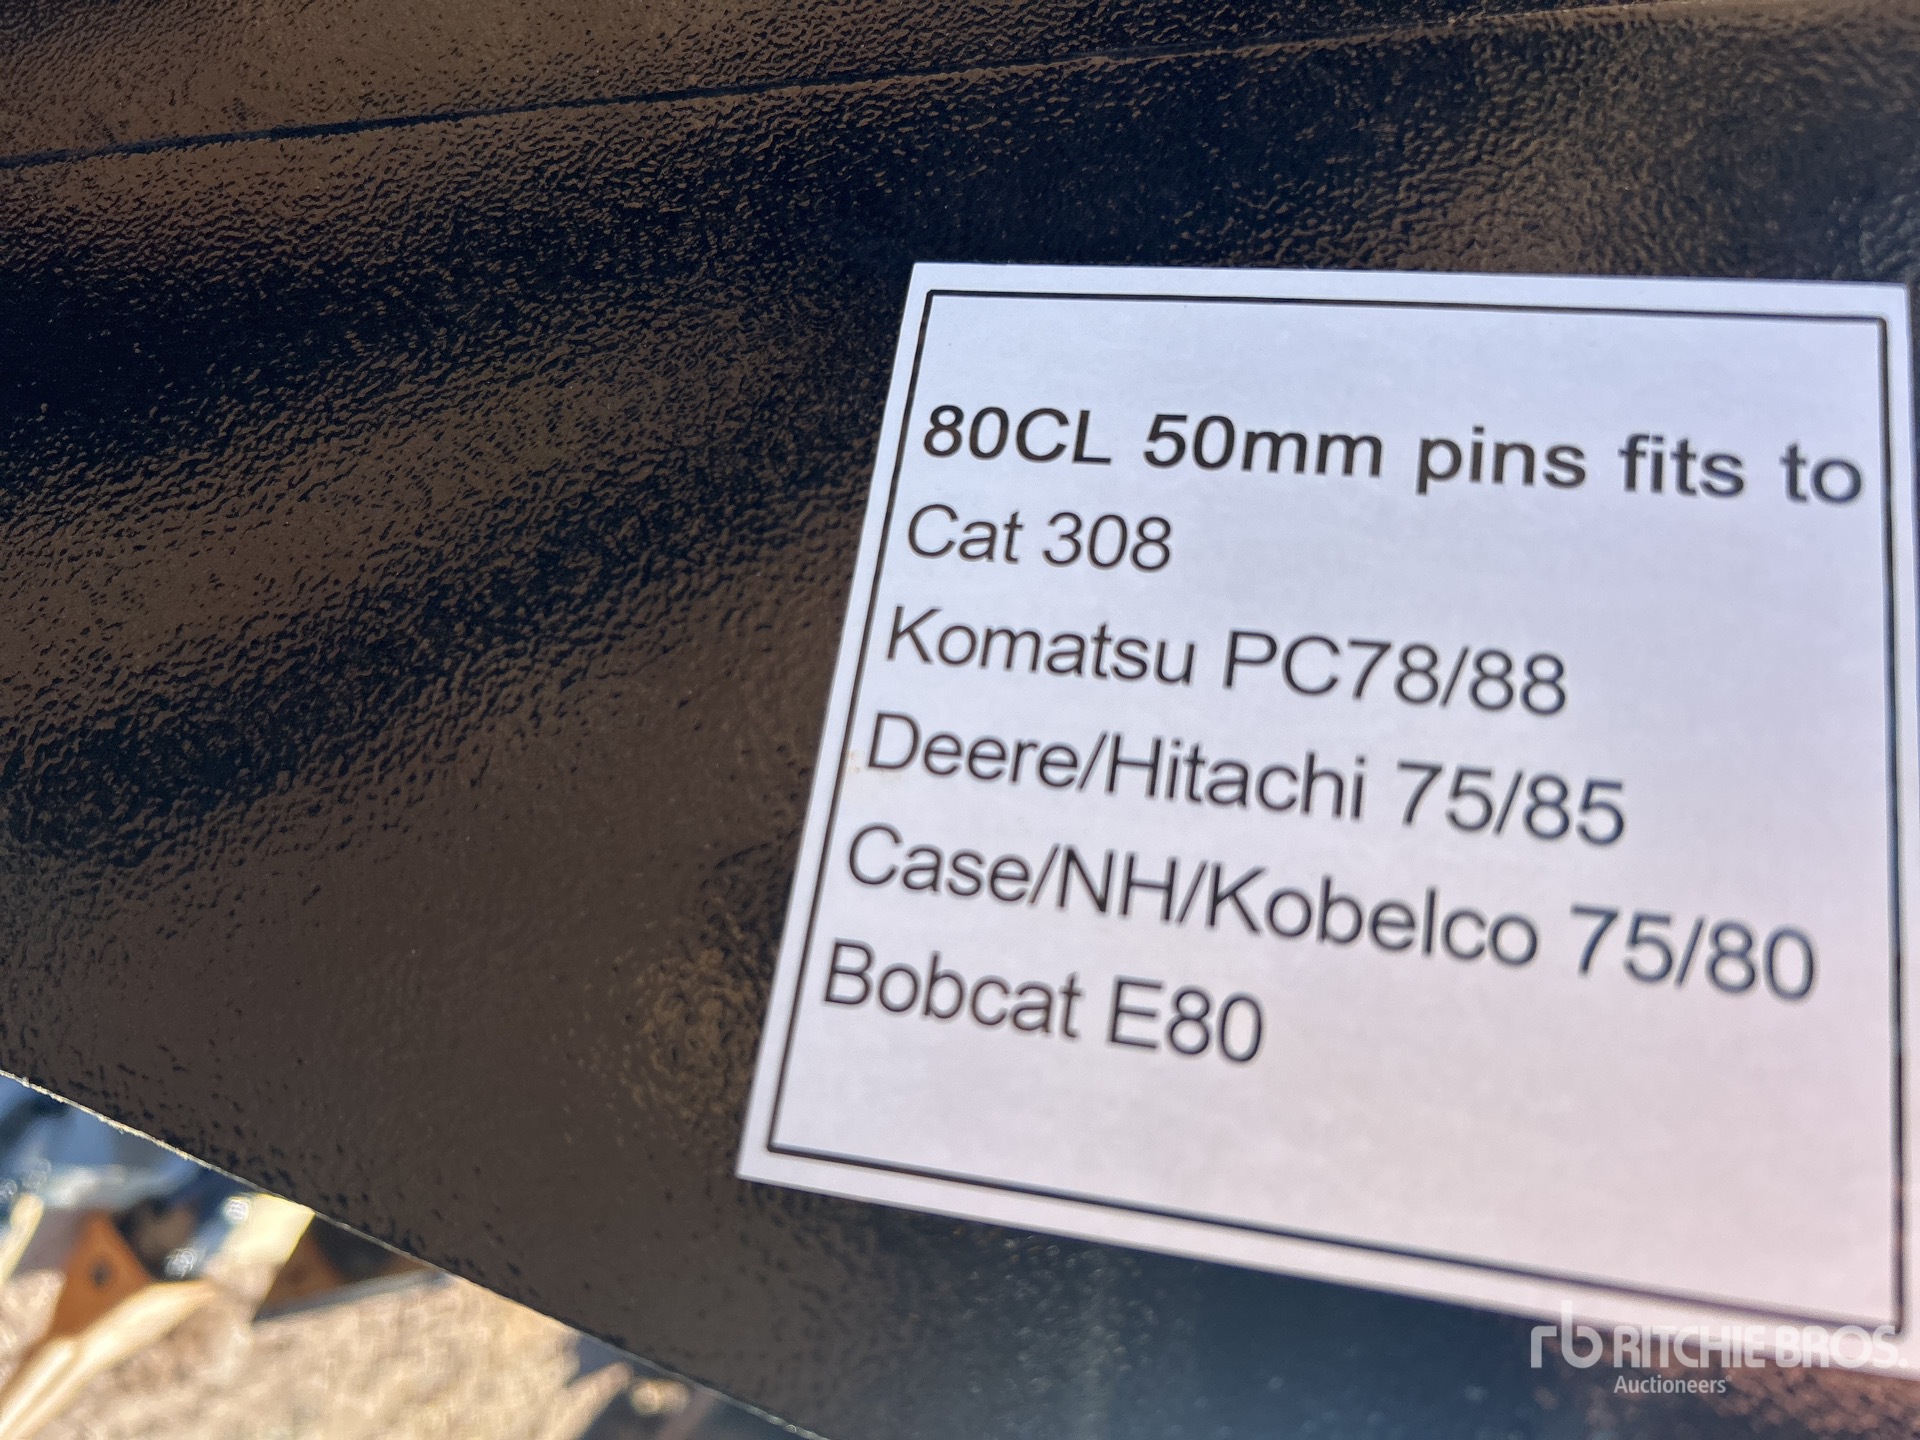 80CL 50mm pins fits to
Cat 308
Komatsu PC78/88
Deere/Hitachi 75/85
Case/NH/Kobelco 75/80
Bobcat E80
rb RITCHIE BROS.
Auctioneers